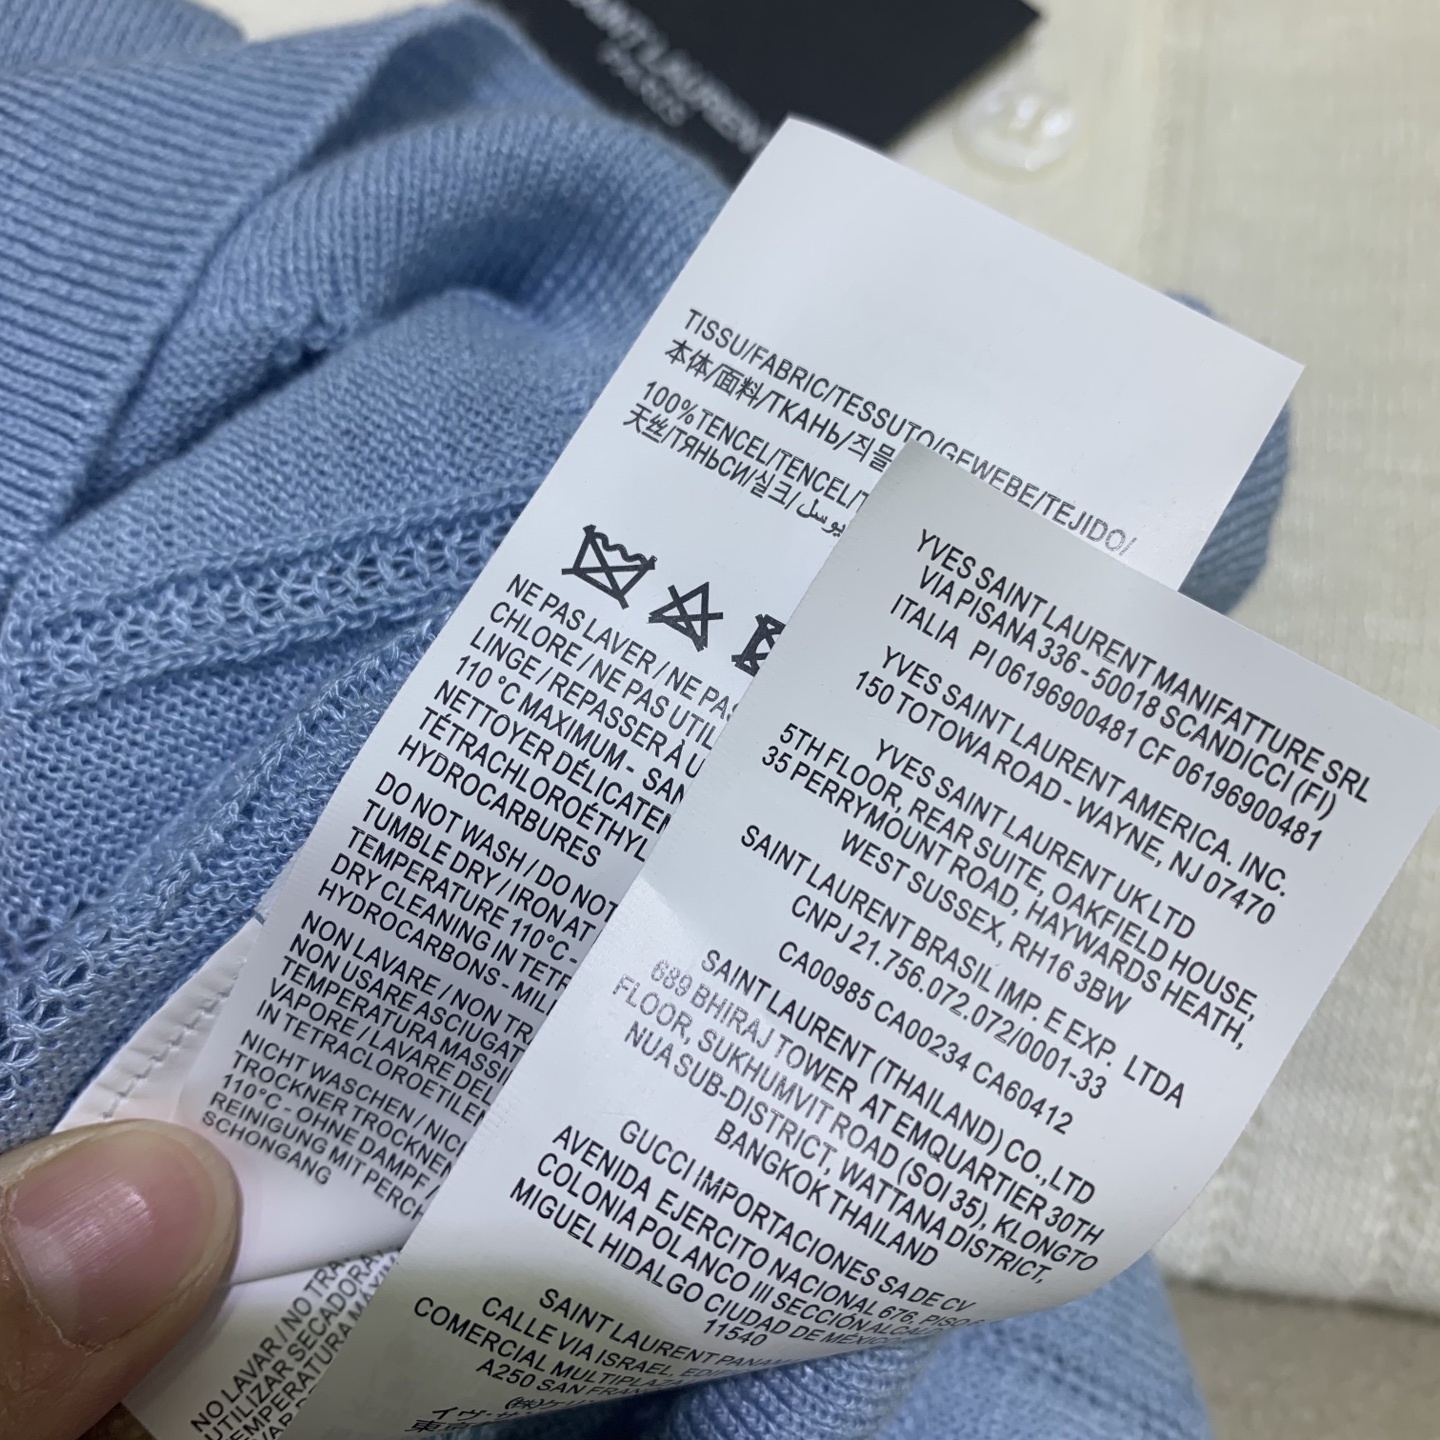 SAINT LAURENT
PARIS
TISSU/FABRIC/TESSUTO/GEWEBE/TEJIDO/
本体/面料/ТКАНЬ/직물
100%TENCEL/TENCEL/T
天丝/ТЯНЬСИ/실크/
NE PAS LAVER / NE PAS
CHLORE / NE PAS UTIL
LINGE / REPASSER À U
110 °C MAXIMUM - SAN
NETTOYER DÉLICATEM
TÉTRACHLOROÉTHYL
HYDROCARBURES
DO NOT WASH / DO NOT
TUMBLE DRY / IRON AT
TEMPERATURE 110°C -
DRY CLEANING IN TETR
HYDROCARBONS - MIL
NON LAVARE / NON TR
NON USARE ASCIUGAT
TEMPERATURA MASSI
VAPORE / LAVARE DEL
IN TETRACLOROETILEN
NICHT WASCHEN / NIC
TROCKNER TROCKNEN
110°C - OHNE DAMPF /
REINIGUNG MIT PERCH
SCHONGANG
NO LAVAR / NO TRA
UTILIZAR SECADORA
TEMPERATURA MÁX
YVES SAINT LAURENT MANIFATTURE SRL
VIA PISANA 336 - 50018 SCANDICCI (FI)
ITALIA PI 06196900481 CF 06196900481
YVES SAINT LAURENT AMERICA. INC.
150 TOTOWA ROAD - WAYNE, NJ 07470
YVES SAINT LAURENT UK LTD
5TH FLOOR, REAR SUITE, OAKFIELD HOUSE,
35 PERRYMOUNT ROAD, HAYWARDS HEATH,
WEST SUSSEX, RH16 3BW
SAINT LAURENT BRASIL IMP. E EXP. LTDA
CNPJ 21.756.072.072/0001-33
CA00985 CA00234 CA60412
SAINT LAURENT (THAILAND) CO.,LTD
689 BHIRAJ TOWER AT EMQUARTIER 30TH
FLOOR, SUKHUMVIT ROAD (SOI 35), KLONGTO
NUA SUB-DISTRICT, WATTANA DISTRICT,
BANGKOK THAILAND
GUCCI IMPORTACIONES SA DE CV
AVENIDA EJERCITO NACIONAL 676, PISO
COLONIA POLANCO III SECCIÓN ALCAL
MIGUEL HIDALGO CIUDAD DE MÉXICO
11540
SAINT LAURENT PANAM
CALLE VIA ISRAEL, EDI
COMERCIAL MULTIPLAZA
A250 SAN FRAN